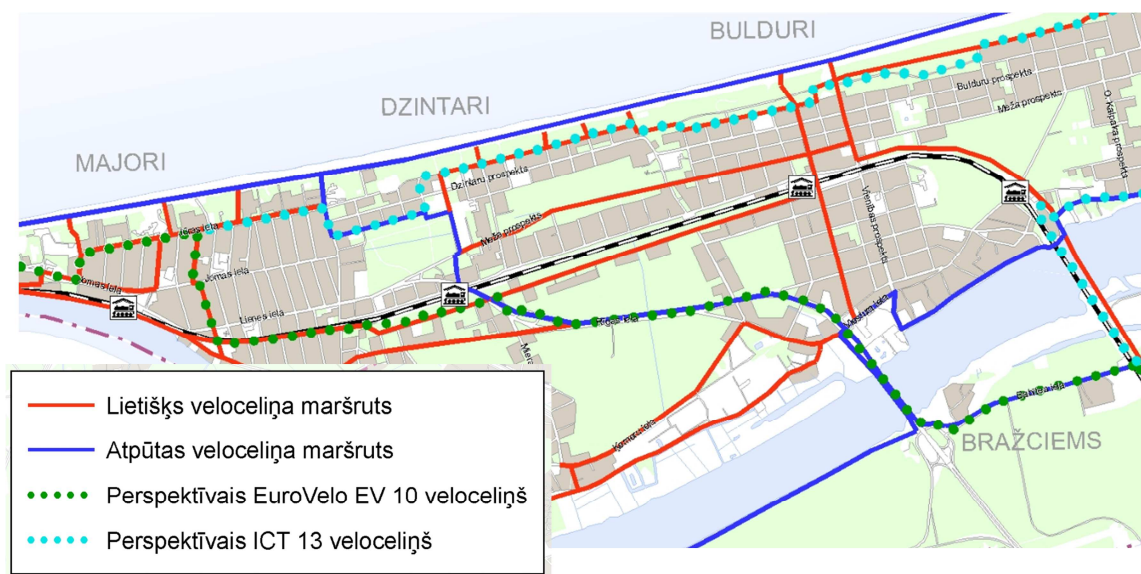 BULDURI
DZINTARI
MAJORI
Bulduru prospekts
Meža prospekts
O. Kalpaka prospekts
Dzintaru prospekts
Meža prospekts
Vienības prospekts
Jūras iela
Jomas iela
Jomas iela
Lienes iela
Rīgas iela
BRAŽCIEMS
Lietišķs veloceliņa maršruts
Atpūtas veloceliņa maršruts
Perspektīvais EuroVelo EV 10 veloceliņš
Perspektīvais ICT 13 veloceliņš